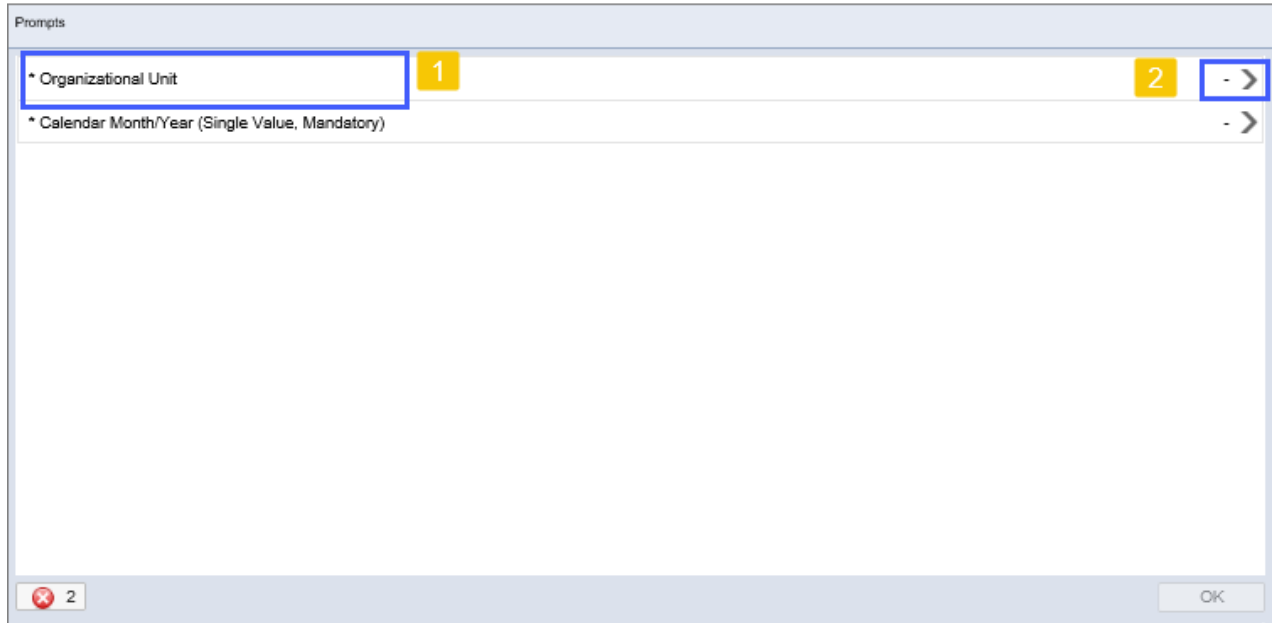 Prompts
* Organizational Unit 1 2 -
* Calendar Month/Year (Single Value, Mandatory) -
2 OK